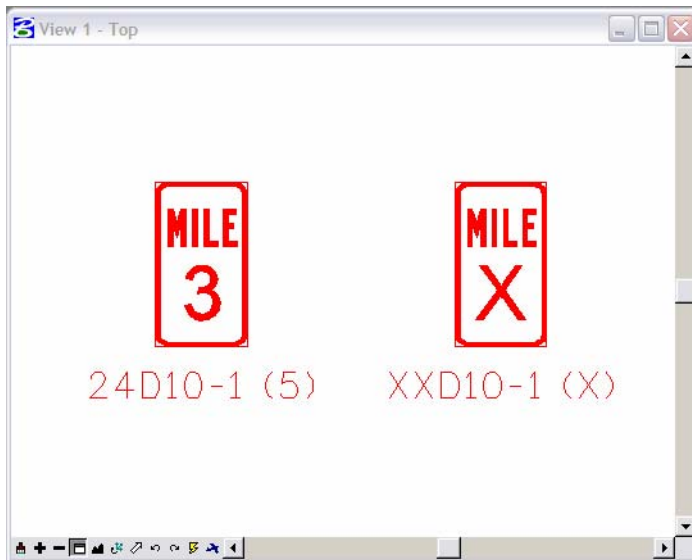 View 1 - Top
MILE
3
24D10-1 (5)
MILE
X
XXD10-1 (X)